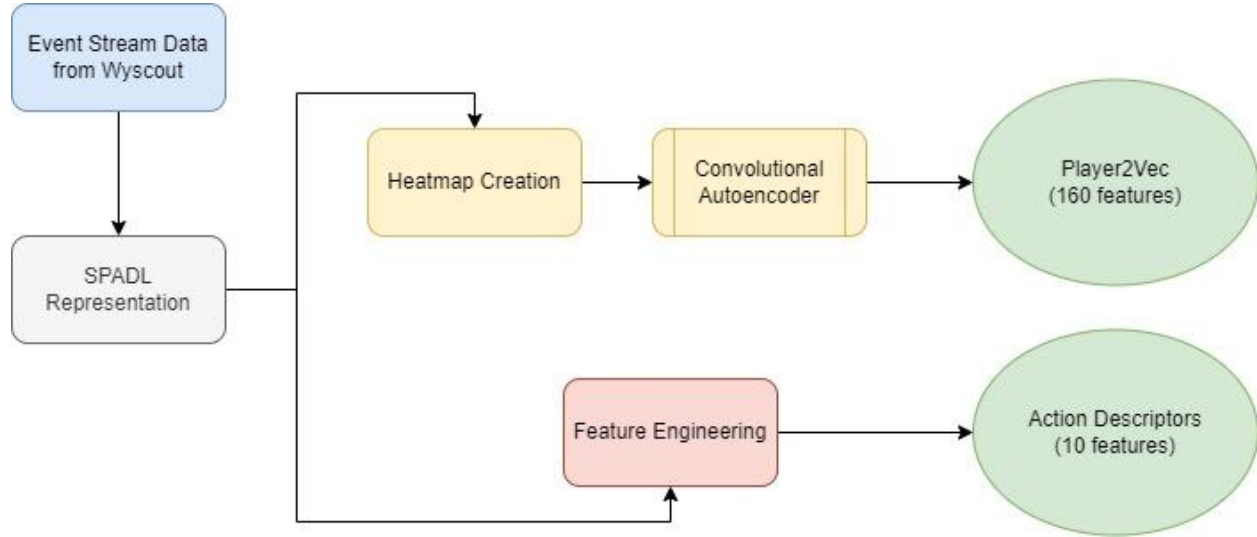 Event Stream Data
from Wyscout
SPADL
Representation
Heatmap Creation
Convolutional
Autoencoder
Player2Vec
(160 features)
Feature Engineering
Action Descriptors
(10 features)